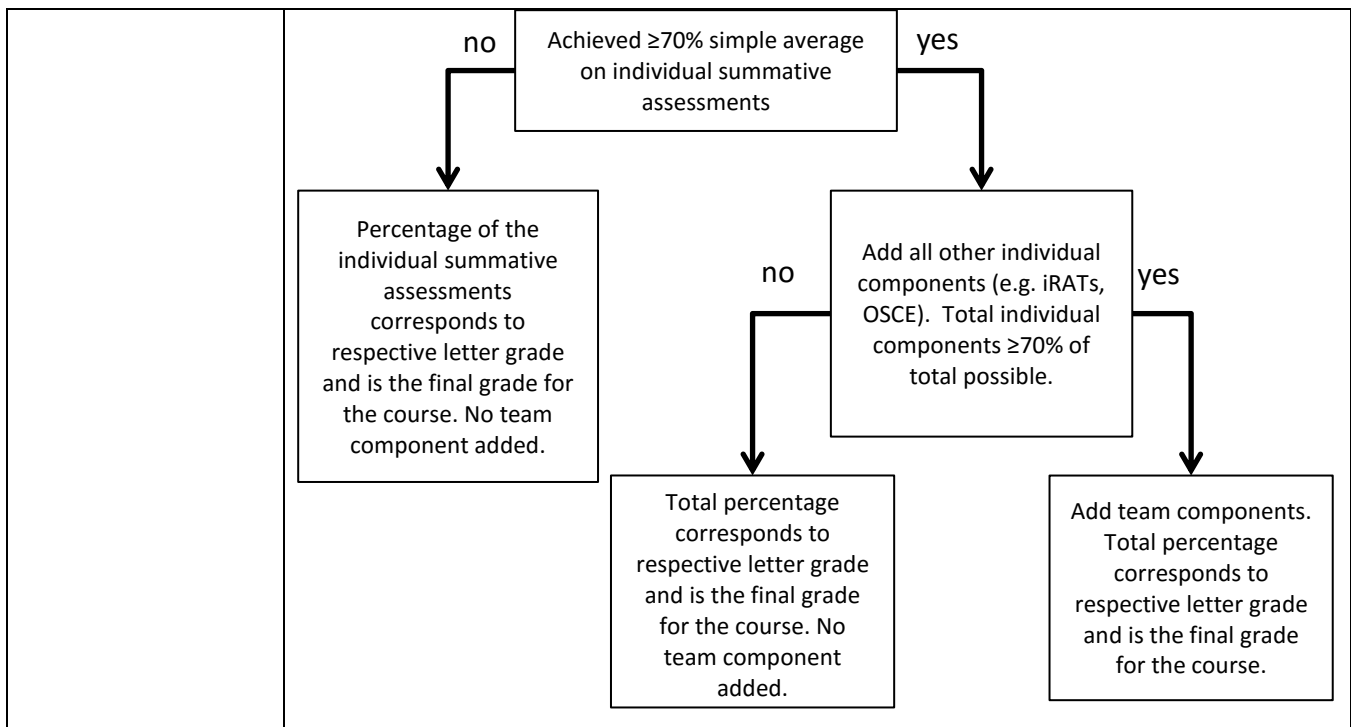 no
Achieved ≥70% simple average
on individual summative
assessments
yes
Percentage of the
individual summative
assessments
corresponds to
respective letter grade
and is the final grade for
the course. No team
component added.
no
Add all other individual
components (e.g. iRATs,
OSCE).  Total individual
components ≥70% of
total possible.
yes
Total percentage
corresponds to
respective letter grade
and is the final grade
for the course. No
team component
added.
Add team components.
Total percentage
corresponds to
respective letter grade
and is the final grade
for the course.